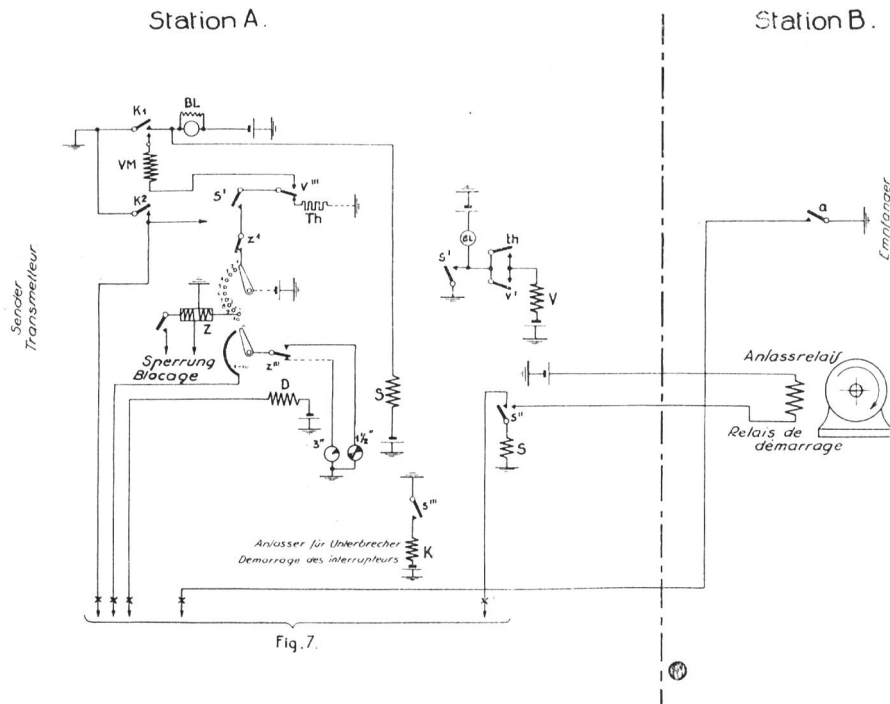 Station A.
Station B.
K1
BL
VM
K2
S'
V'''
Th
z1
Sender
Transmetteur
Z
Sperrung
Blocage
z'''
D
3"
1½"
S
BL
S'
th
v'
V
a
Empfänger
Anlassrelais
Relais de
démarrage
s"
S
s'''
K
Anlasser für Unterbrecher
Démarrage des interrupteurs
Fig. 7.